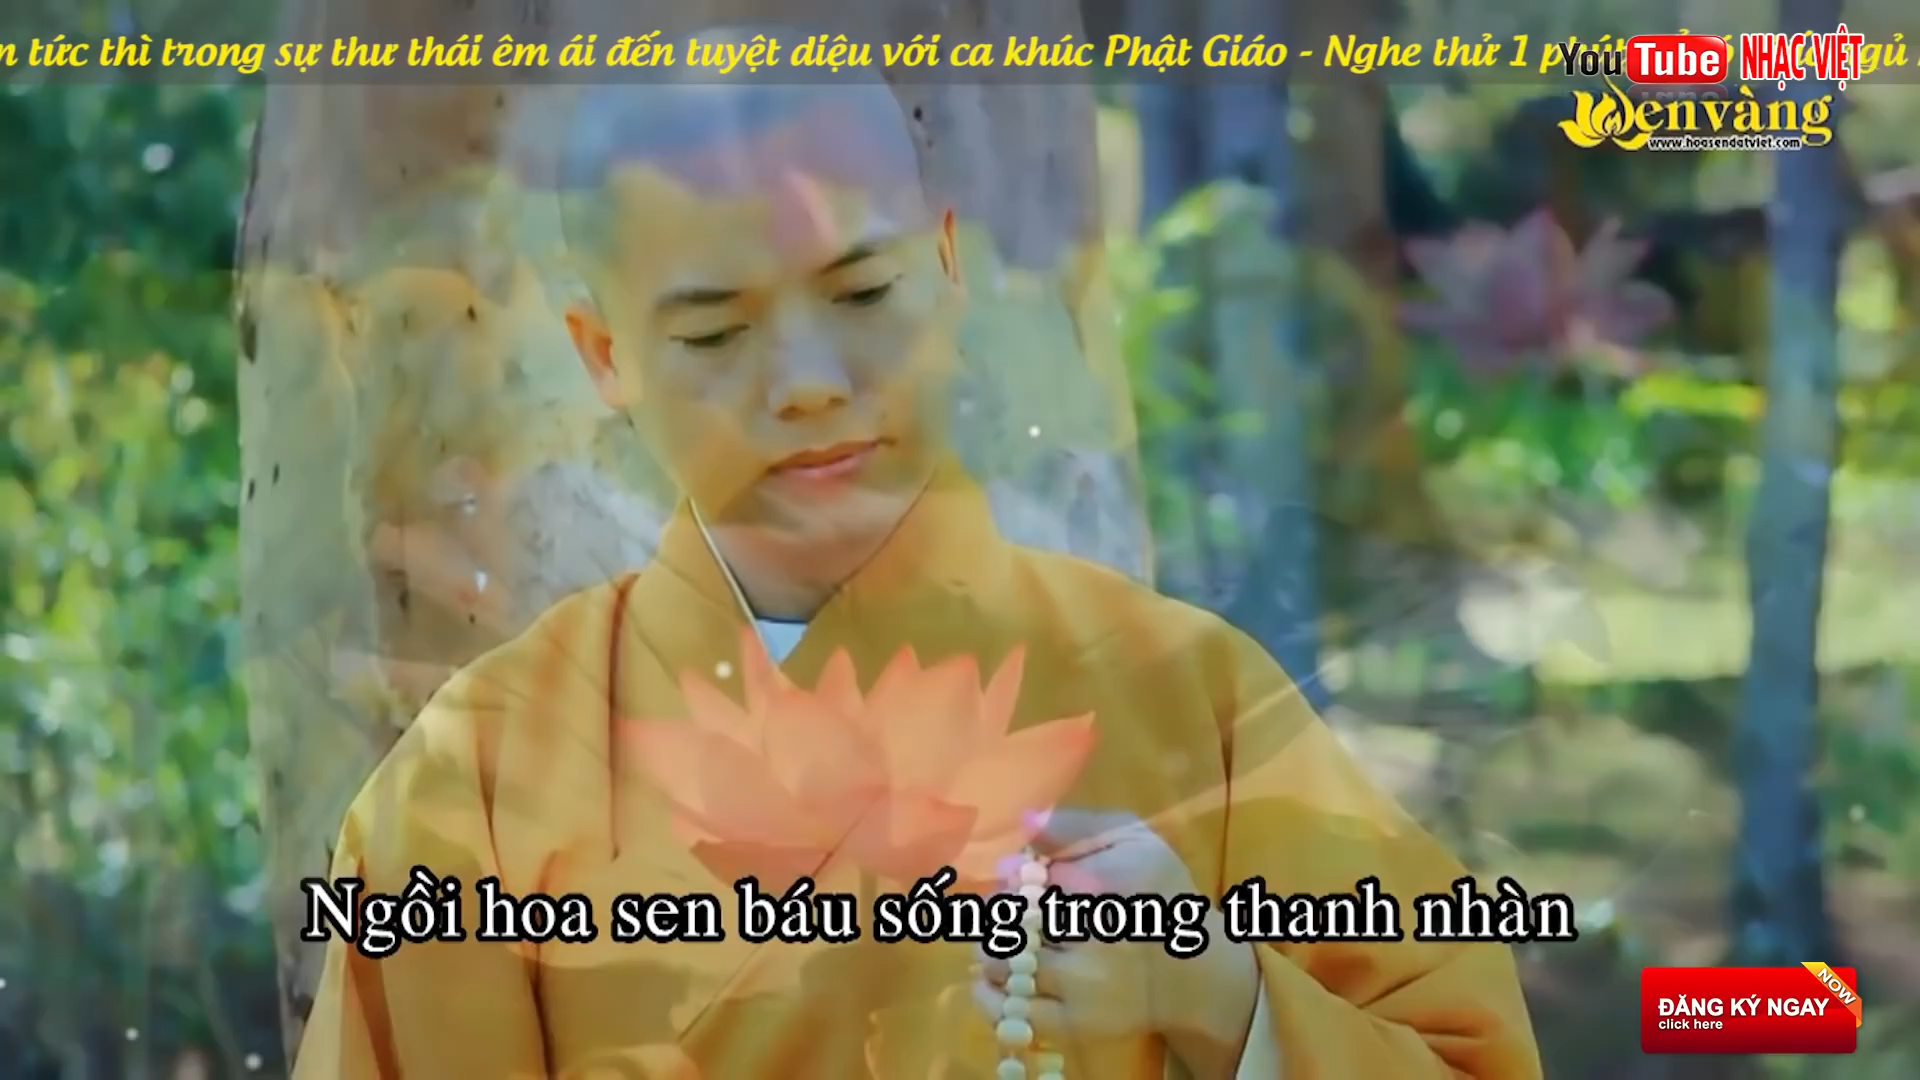 tức thì trong sự thư thái êm ái đến tuyệt diệu với ca khúc Phật Giáo - Nghe thử 1
YouTube NHẠC VIỆT
Senvàng
www.hoasendatviet.com
Ngồi hoa sen báu sống trong thanh nhàn
NOW
ĐĂNG KÝ NGAY
click here